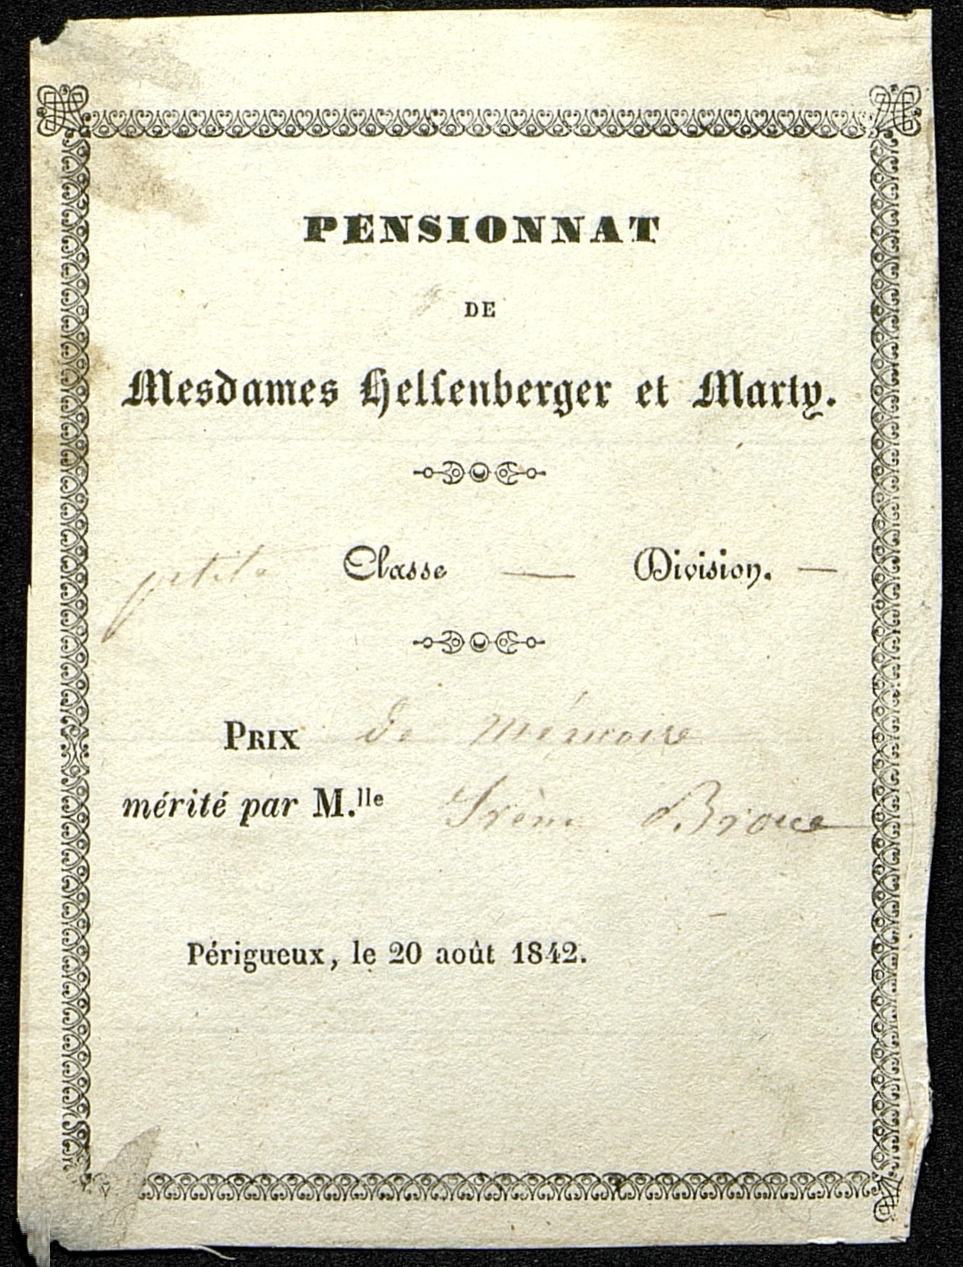 PENSIONNAT
DE
Mesdames Helsenberger et Marty.
petite Classe — Division. —
PRIX de Mémoire
mérité par M.lle Irène
Périgueux, le 20 août 1842.